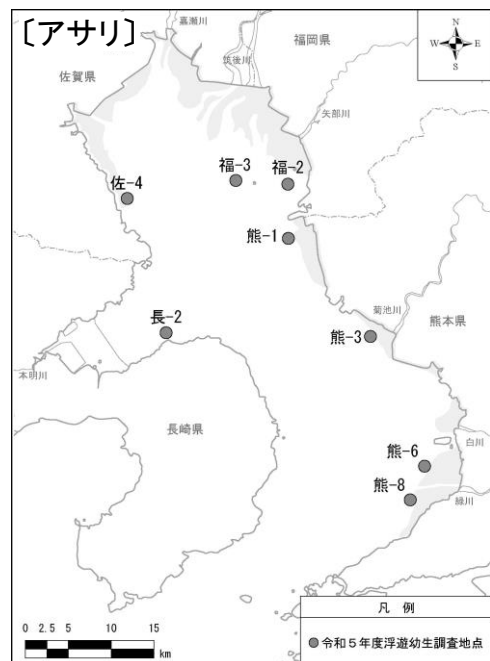 〔アサリ〕
嘉瀬川
筑後川
福岡県
N
W E
S
佐賀県
矢部川
福-3
福-2
佐-4
熊-1
菊池川
長-2
熊-3
熊本県
本明川
長崎県
白川
熊-6
熊-8
緑川
凡 例
令和５年度浮遊幼生調査地点
0 2.5 5 10 15
km